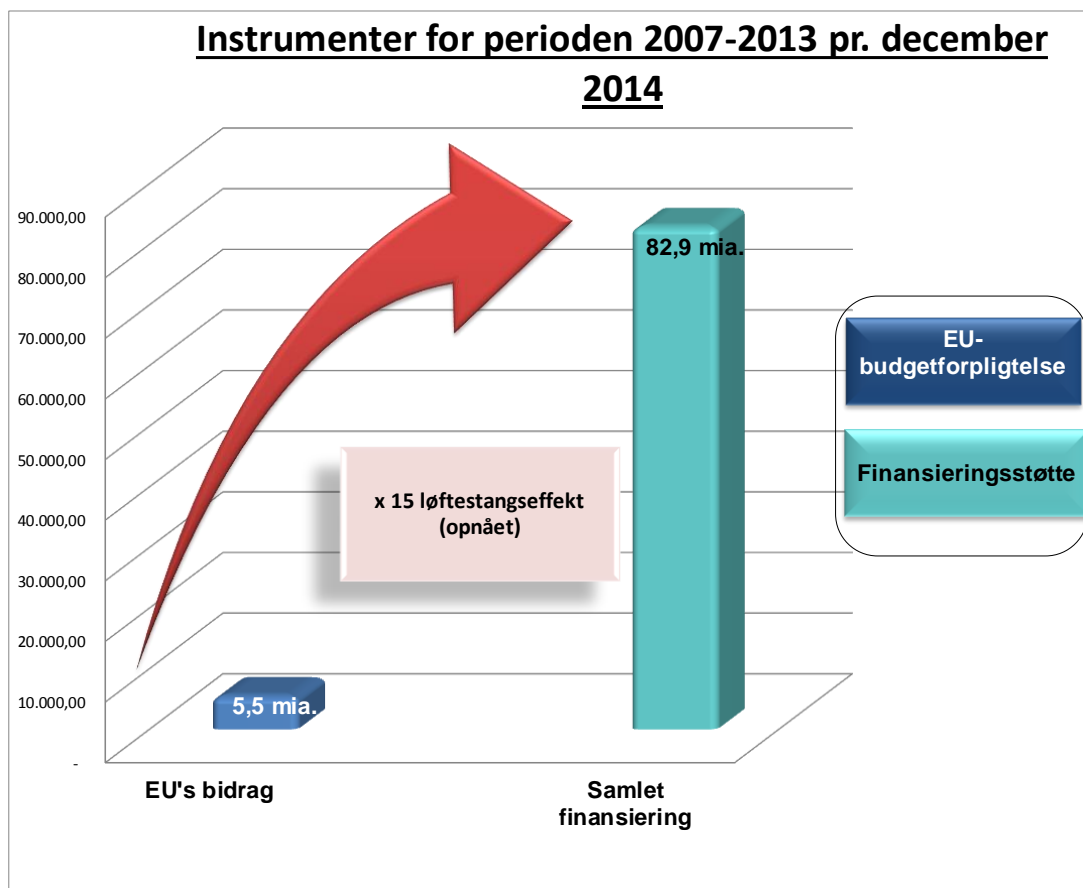 Instrumenter for perioden 2007-2013 pr. december
2014
90.000,00
80.000,00
70.000,00
60.000,00
50.000,00
40.000,00
30.000,00
20.000,00
10.000,00
-
82,9 mia.
x 15 løftestangseffekt
(opnået)
5,5 mia.
EU's bidrag
Samlet
finansiering
EU-
budgetforpligtelse
Finansieringsstøtte